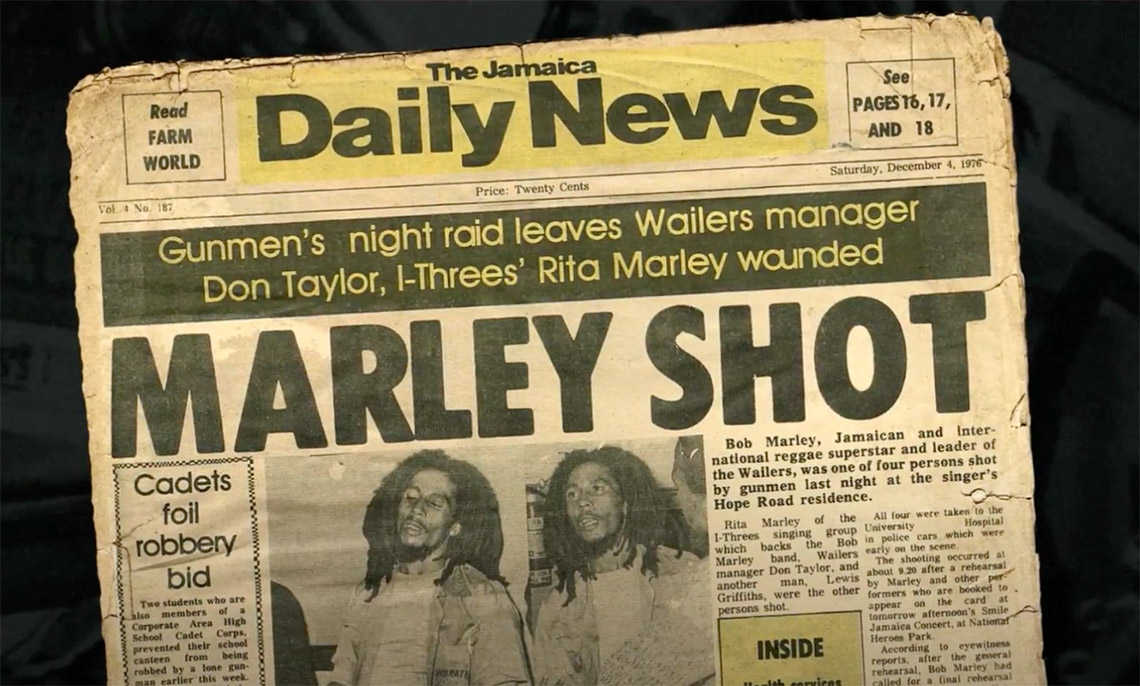 Read
FARM
WORLD
The Jamaica
Daily News
See
PAGES 16, 17,
AND 18
Vol. 4 No. 187
Price: Twenty Cents
Saturday, December 4, 1976
Gunmen's night raid leaves Wailers manager
Don Taylor, I-Threes' Rita Marley wounded
MARLEY SHOT
Cadets
foil
robbery
bid
Two students who are
also members of a
Corporate Area High
School Cadet Corps,
prevented their school
canteen from being
robbed by a lone gun-
man earlier this week.
Bob Marley, Jamaican and inter-
national reggae superstar and leader of
the Wailers, was one of four persons shot
by gunmen last night at the singer's
Hope Road residence.
Rita Marley of the
I-Threes singing group
which backs the Bob
Marley band, Wailers
manager Don Taylor, and
another man, Lewis
Griffiths, were the other
persons shot.
INSIDE
Health services
All four were taken to the
University Hospital
in police cars which were
early on the scene.
The shooting occurred at
about 9.20 after a rehearsal
by Marley and other per-
formers who are booked to
appear on the card at
tomorrow afternoon's Smile
Jamaica Concert, at National
Heroes Park.
According to eyewitness
reports, after the general
rehearsal, Bob Marley had
called for a final rehearsal